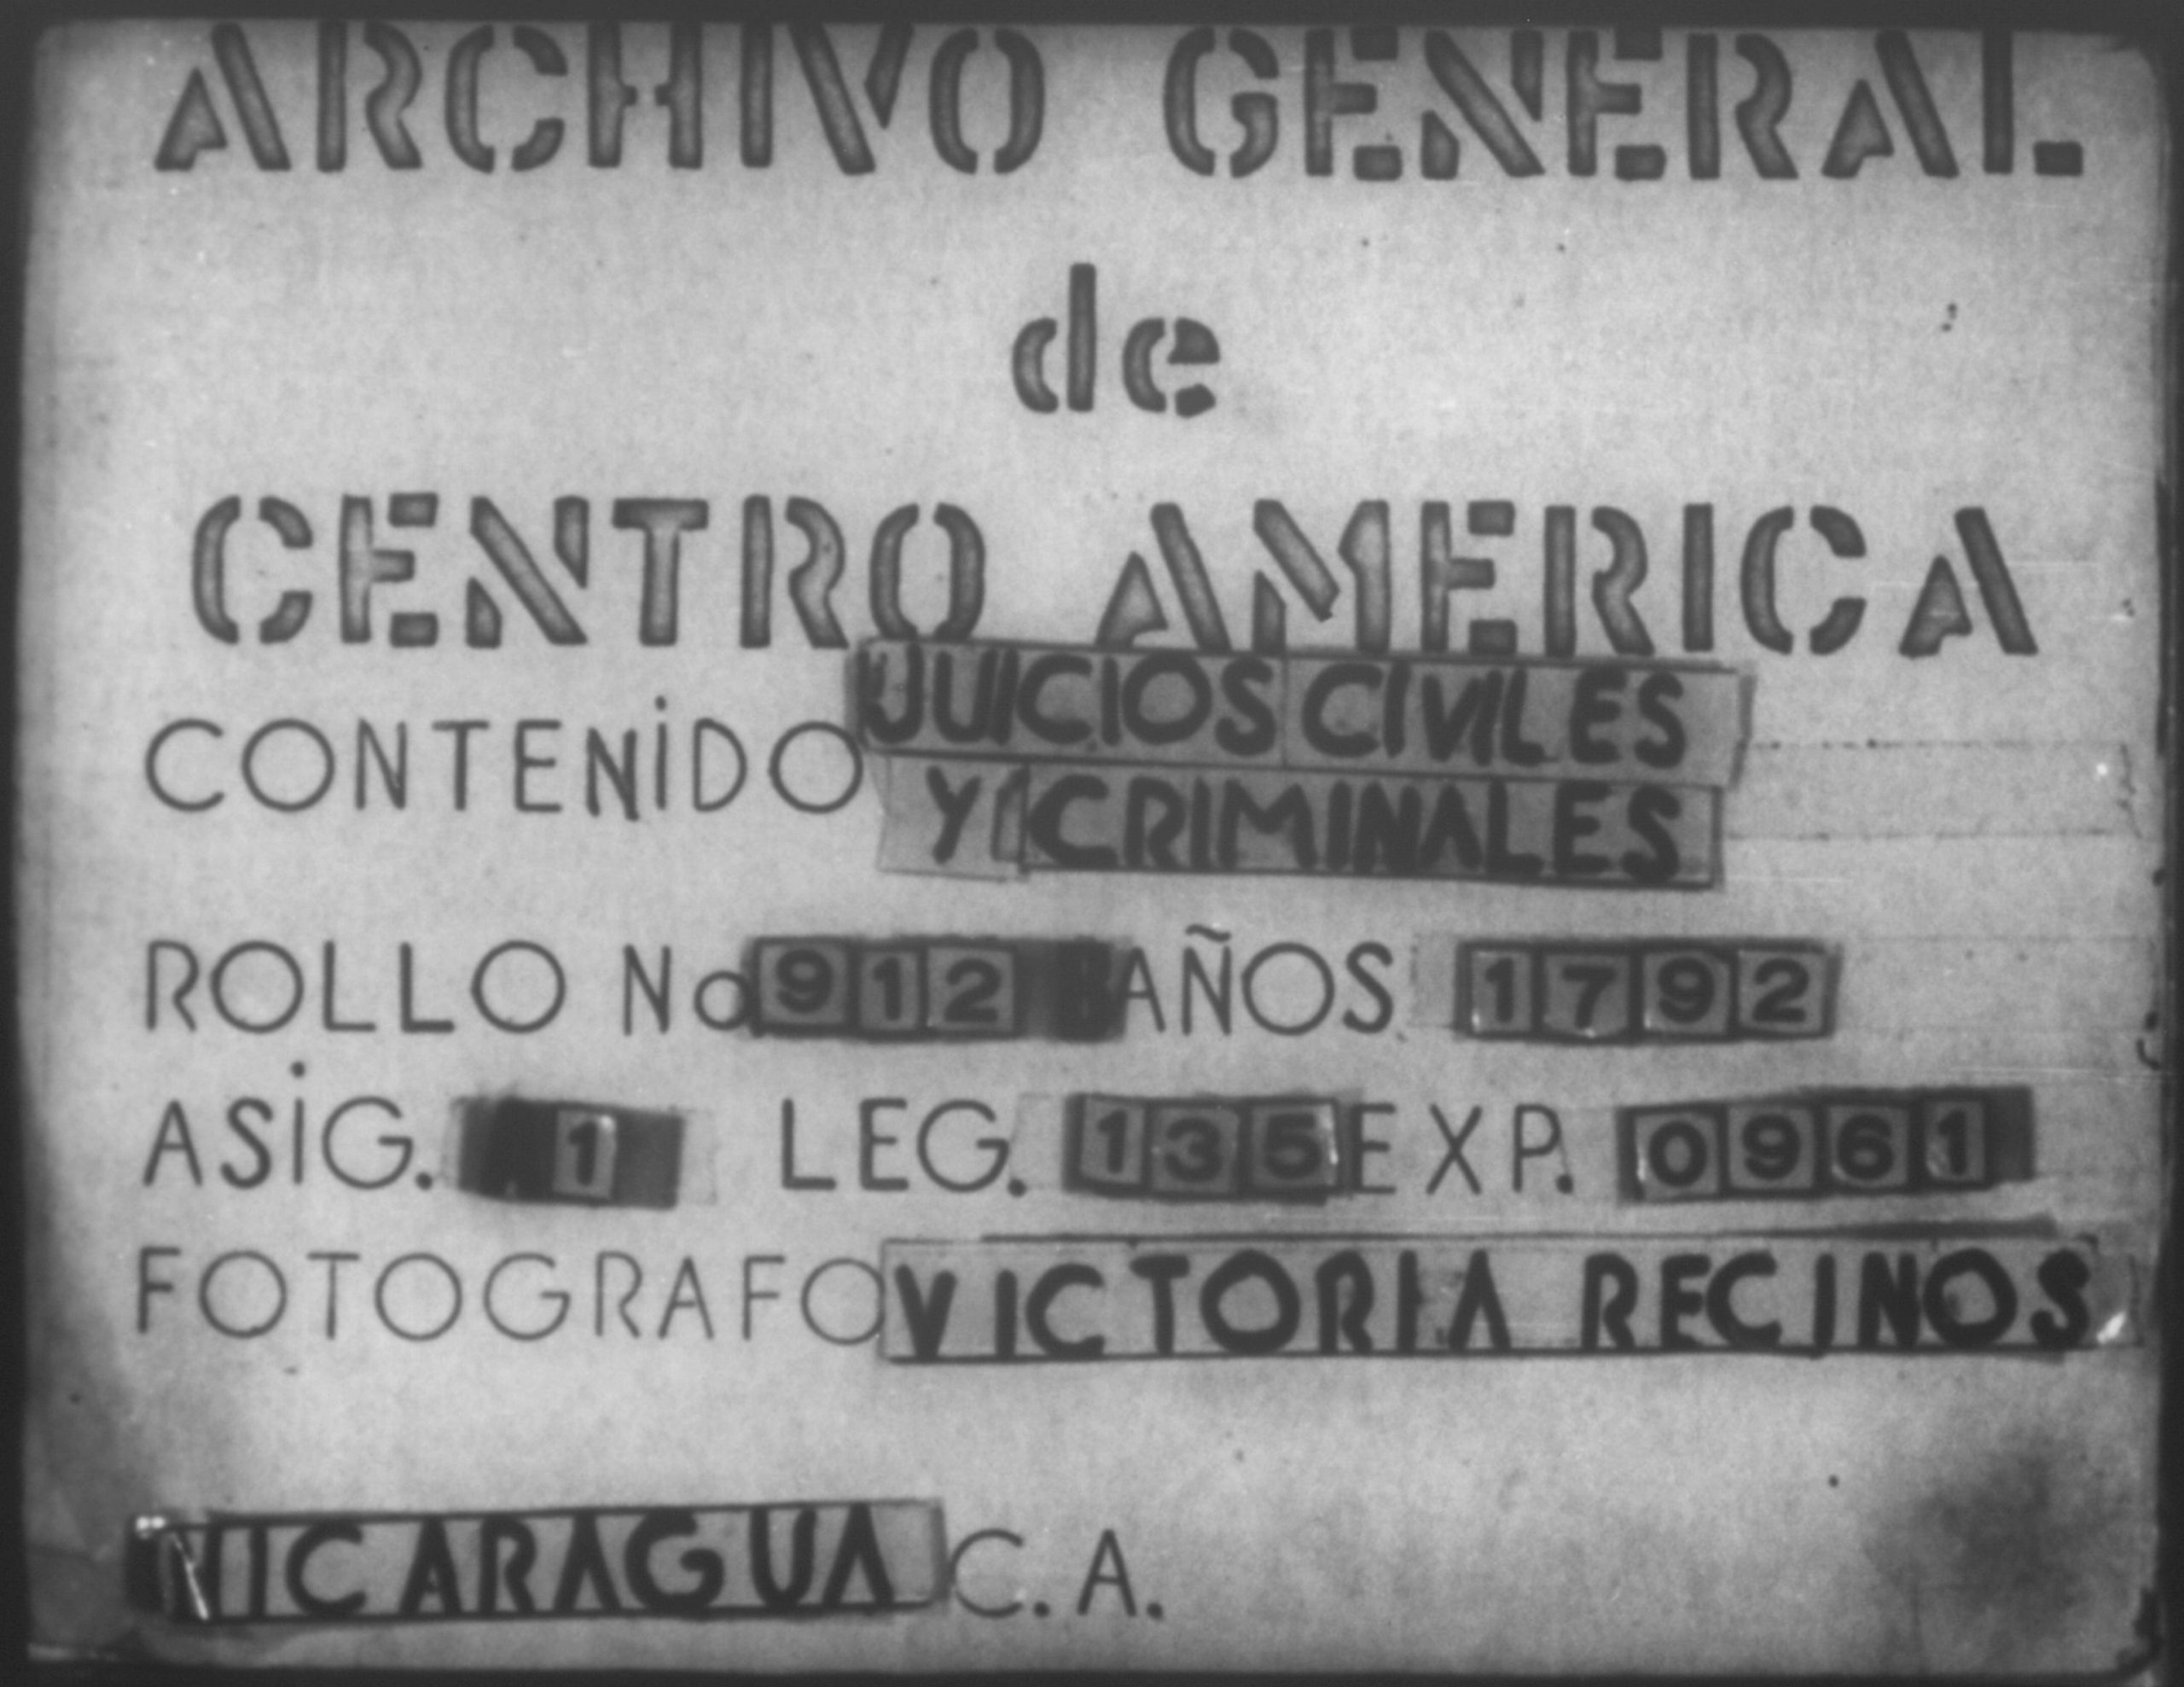 ARCHIVO GENERAL
de
CENTRO AMERICA
CONTENIDO JUICIOS CIVILES
Y CRIMINALES
ROLLO No 912 AÑOS 1792
ASIG. 1 LEG. 135 EXP. 0961
FOTOGRAFO VICTORIA RECINOS
NICARAGUA C.A.